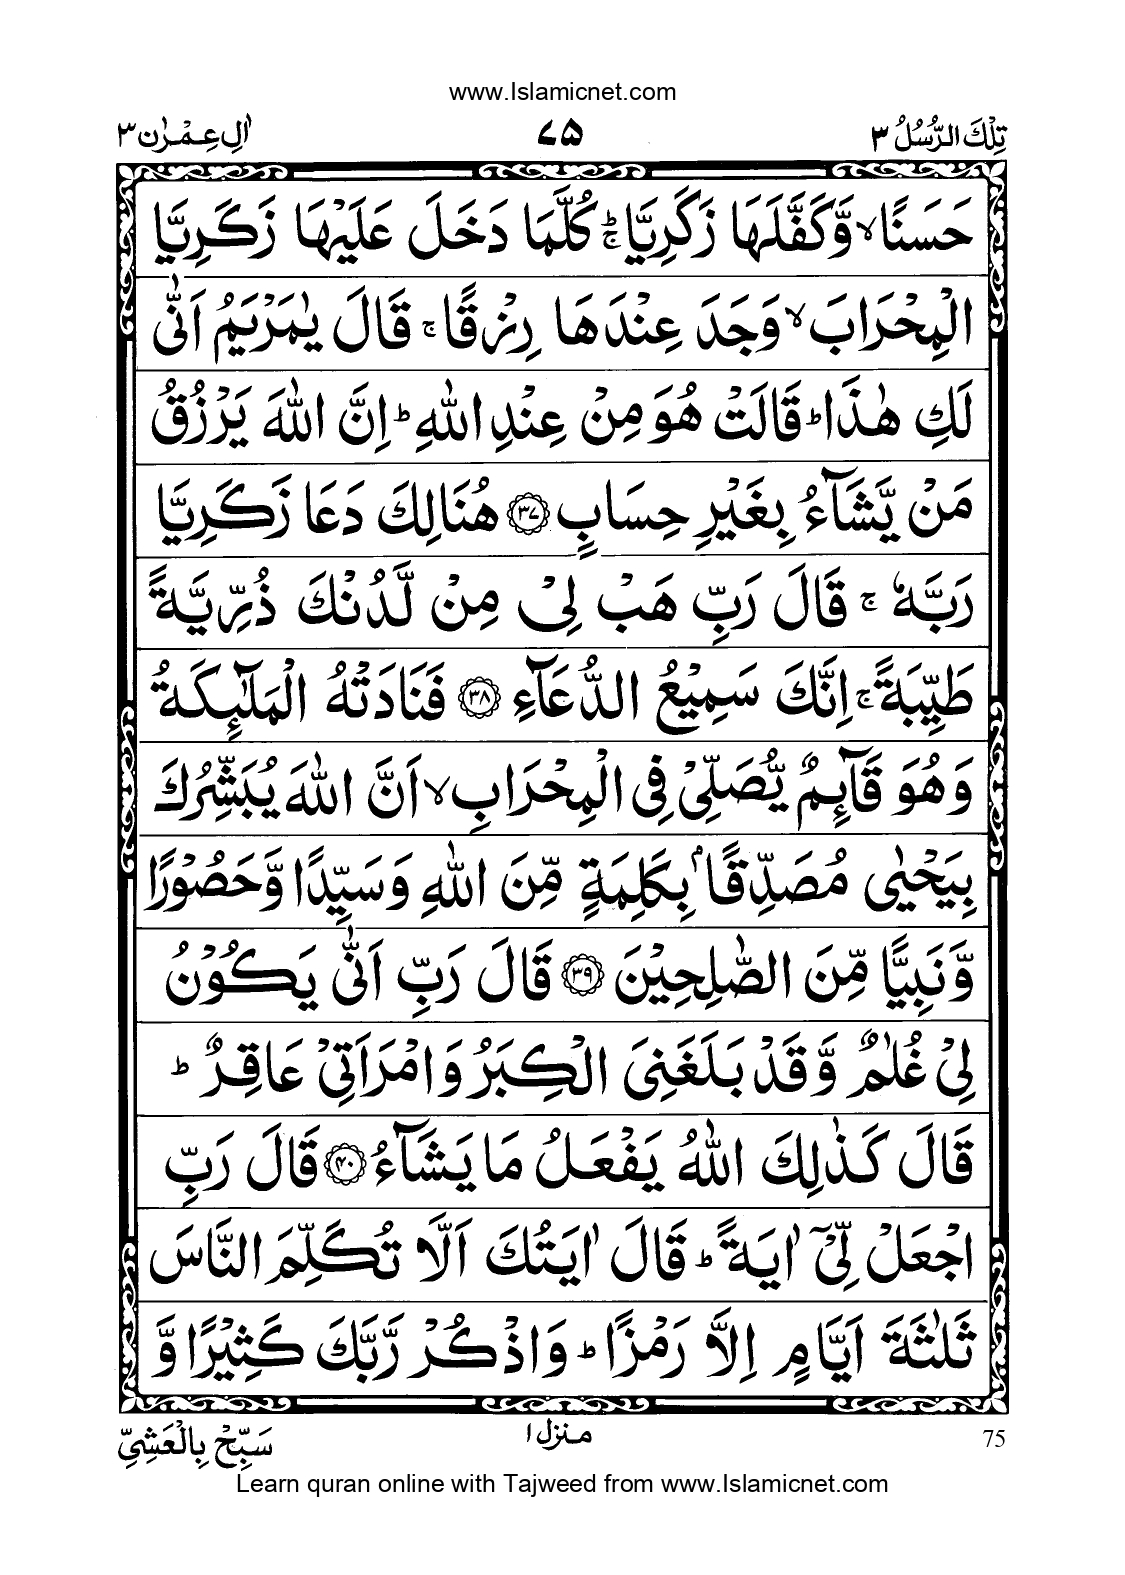 www.Islamicnet.com
تِلْكَ الرُّسُلُ ٣ ٧٥ اٰلِ عِمْرٰن ٣
حَسَنًا ۙ وَّكَفَّلَهَا زَكَرِيَّا ۚ ؕ كُلَّمَا دَخَلَ عَلَيْهَا زَكَرِيَّا
الْمِحْرَابَ ۙ وَجَدَ عِنْدَهَا رِزْقًا ۚ قَالَ يٰمَرْيَمُ اَنّٰى
لَكِ هٰذَا ؕ قَالَتْ هُوَ مِنْ عِنْدِ اللّٰهِ ؕ اِنَّ اللّٰهَ يَرْزُقُ
مَنْ يَّشَآءُ بِغَيْرِ حِسَابٍ ﴿٣٧﴾ هُنَالِكَ دَعَا زَكَرِيَّا
رَبَّهٗ ۚ قَالَ رَبِّ هَبْ لِيْ مِنْ لَّدُنْكَ ذُرِّيَّةً
طَيِّبَةً ۚ اِنَّكَ سَمِيْعُ الدُّعَآءِ ﴿٣٨﴾ فَنَادَتْهُ الْمَلٰٓئِكَةُ
وَهُوَ قَآئِمٌ يُّصَلِّيْ فِي الْمِحْرَابِ ۙ اَنَّ اللّٰهَ يُبَشِّرُكَ
بِيَحْيٰى مُصَدِّقًۢا بِكَلِمَةٍ مِّنَ اللّٰهِ وَسَيِّدًا وَّحَصُوْرًا
وَّنَبِيًّا مِّنَ الصّٰلِحِيْنَ ﴿٣٩﴾ قَالَ رَبِّ اَنّٰى يَكُوْنُ
لِيْ غُلٰمٌ وَّقَدْ بَلَغَنِيَ الْكِبَرُ وَامْرَاَتِيْ عَاقِرٌ ؕ
قَالَ كَذٰلِكَ اللّٰهُ يَفْعَلُ مَا يَشَآءُ ﴿٤٠﴾ قَالَ رَبِّ
اجْعَلْ لِّيْٓ اٰيَةً ؕ قَالَ اٰيَتُكَ اَلَّا تُكَلِّمَ النَّاسَ
ثَلٰثَةَ اَيَّامٍ اِلَّا رَمْزًا ؕ وَاذْكُرْ رَّبَّكَ كَثِيْرًا وَّ
سَبِّحْ بِالْعَشِيِّ منزل ١ 75
Learn quran online with Tajweed from www.Islamicnet.com